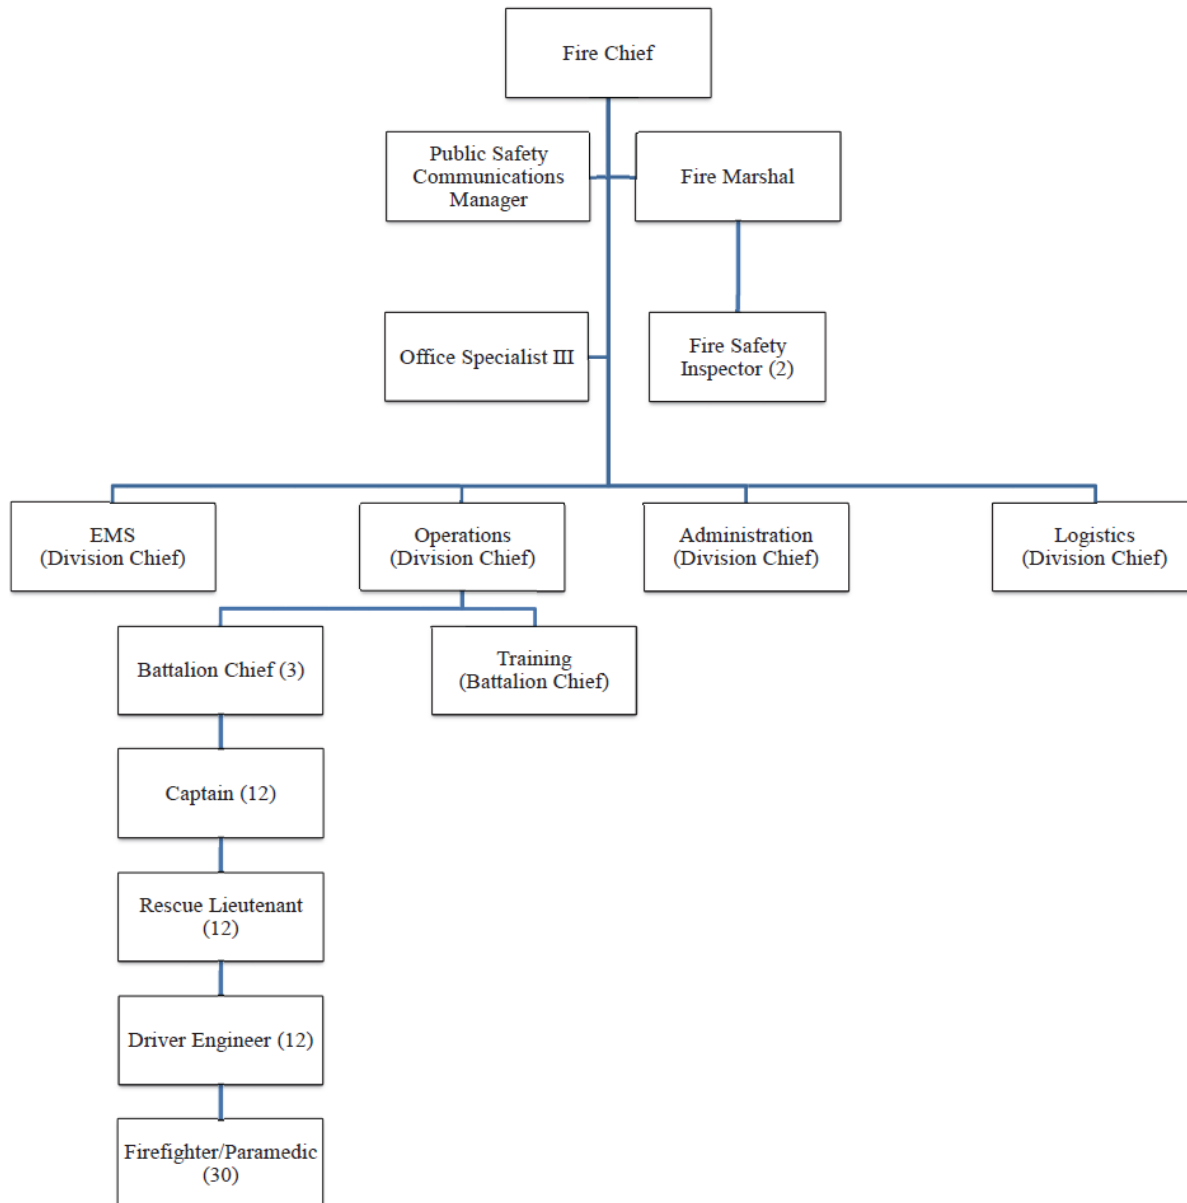 Fire Chief
Public Safety
Communications
Manager
Fire Marshal
Office Specialist III
Fire Safety
Inspector (2)
EMS
(Division Chief)
Operations
(Division Chief)
Administration
(Division Chief)
Logistics
(Division Chief)
Battalion Chief (3)
Training
(Battalion Chief)
Captain (12)
Rescue Lieutenant
(12)
Driver Engineer (12)
Firefighter/Paramedic
(30)